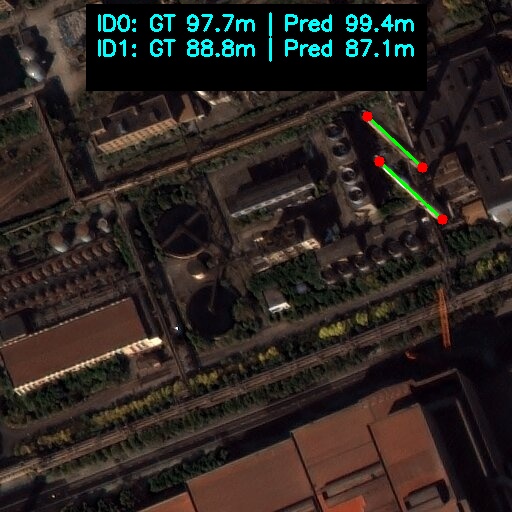 ID0: GT 97.7m | Pred 99.4m
ID1: GT 88.8m | Pred 87.1m